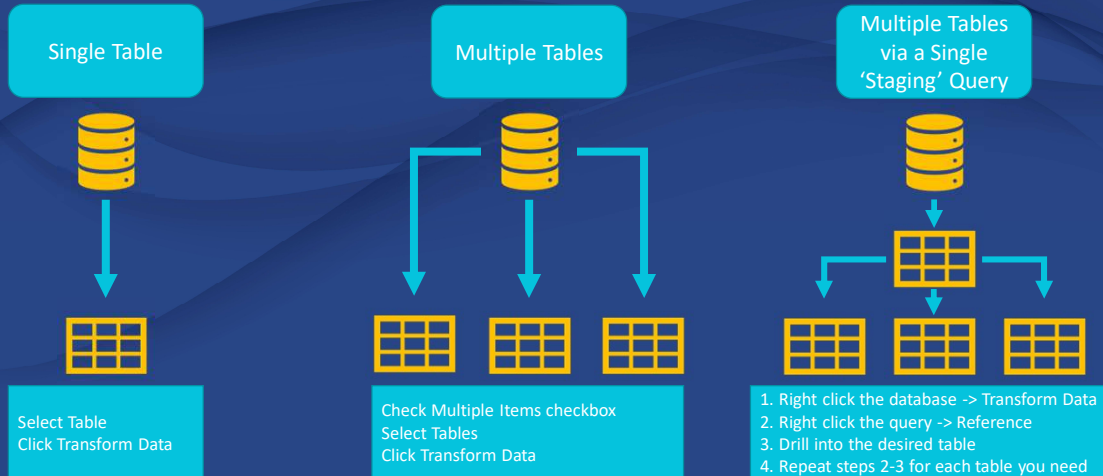 Single Table
Multiple Tables
Multiple Tables
via a Single
‘Staging’ Query
Select Table
Click Transform Data
Check Multiple Items checkbox
Select Tables
Click Transform Data
1. Right click the database -> Transform Data
2. Right click the query -> Reference
3. Drill into the desired table
4. Repeat steps 2-3 for each table you need